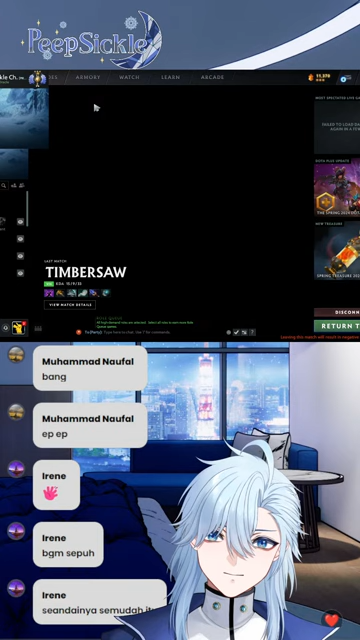 PeepSickle
ARMORY
WATCH
LEARN
ARCADE
LAST MATCH
TIMBERSAW
VIEW MATCH DETAILS
DISCONN
RETURN T
Muhammad Naufal
bang
Muhammad Naufal
ep ep
Irene
Irene
bgm sepuh
Irene
seandainya semudah it